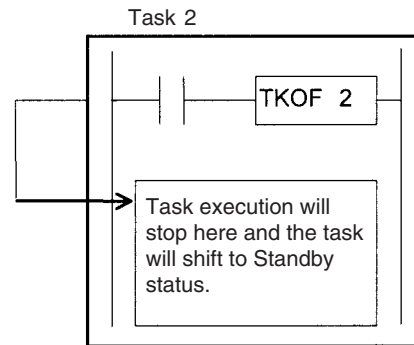 Task 2
TKOF 2
Task execution will
stop here and the task
will shift to Standby
status.